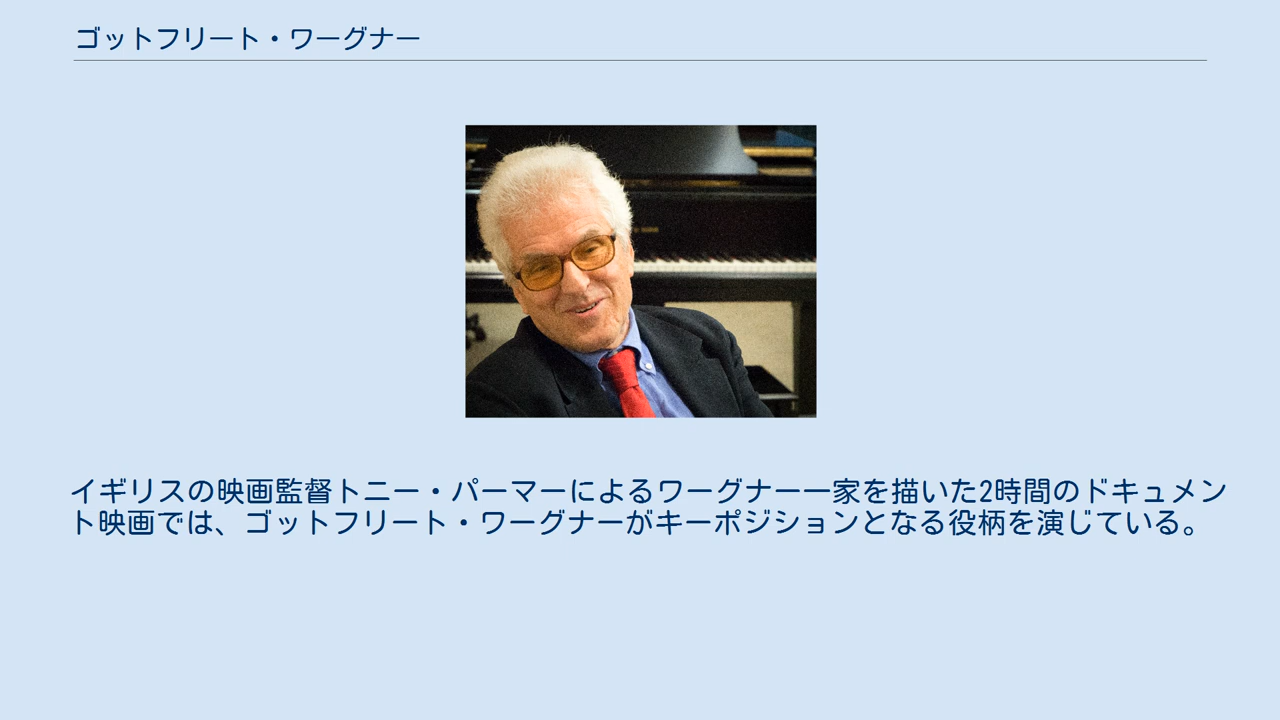 ゴットフリート・ワーグナー
イギリスの映画監督トニー・パーマーによるワーグナー一家を描いた2時間のドキュメン
ト映画では、ゴットフリート・ワーグナーがキーポジションとなる役柄を演じている。